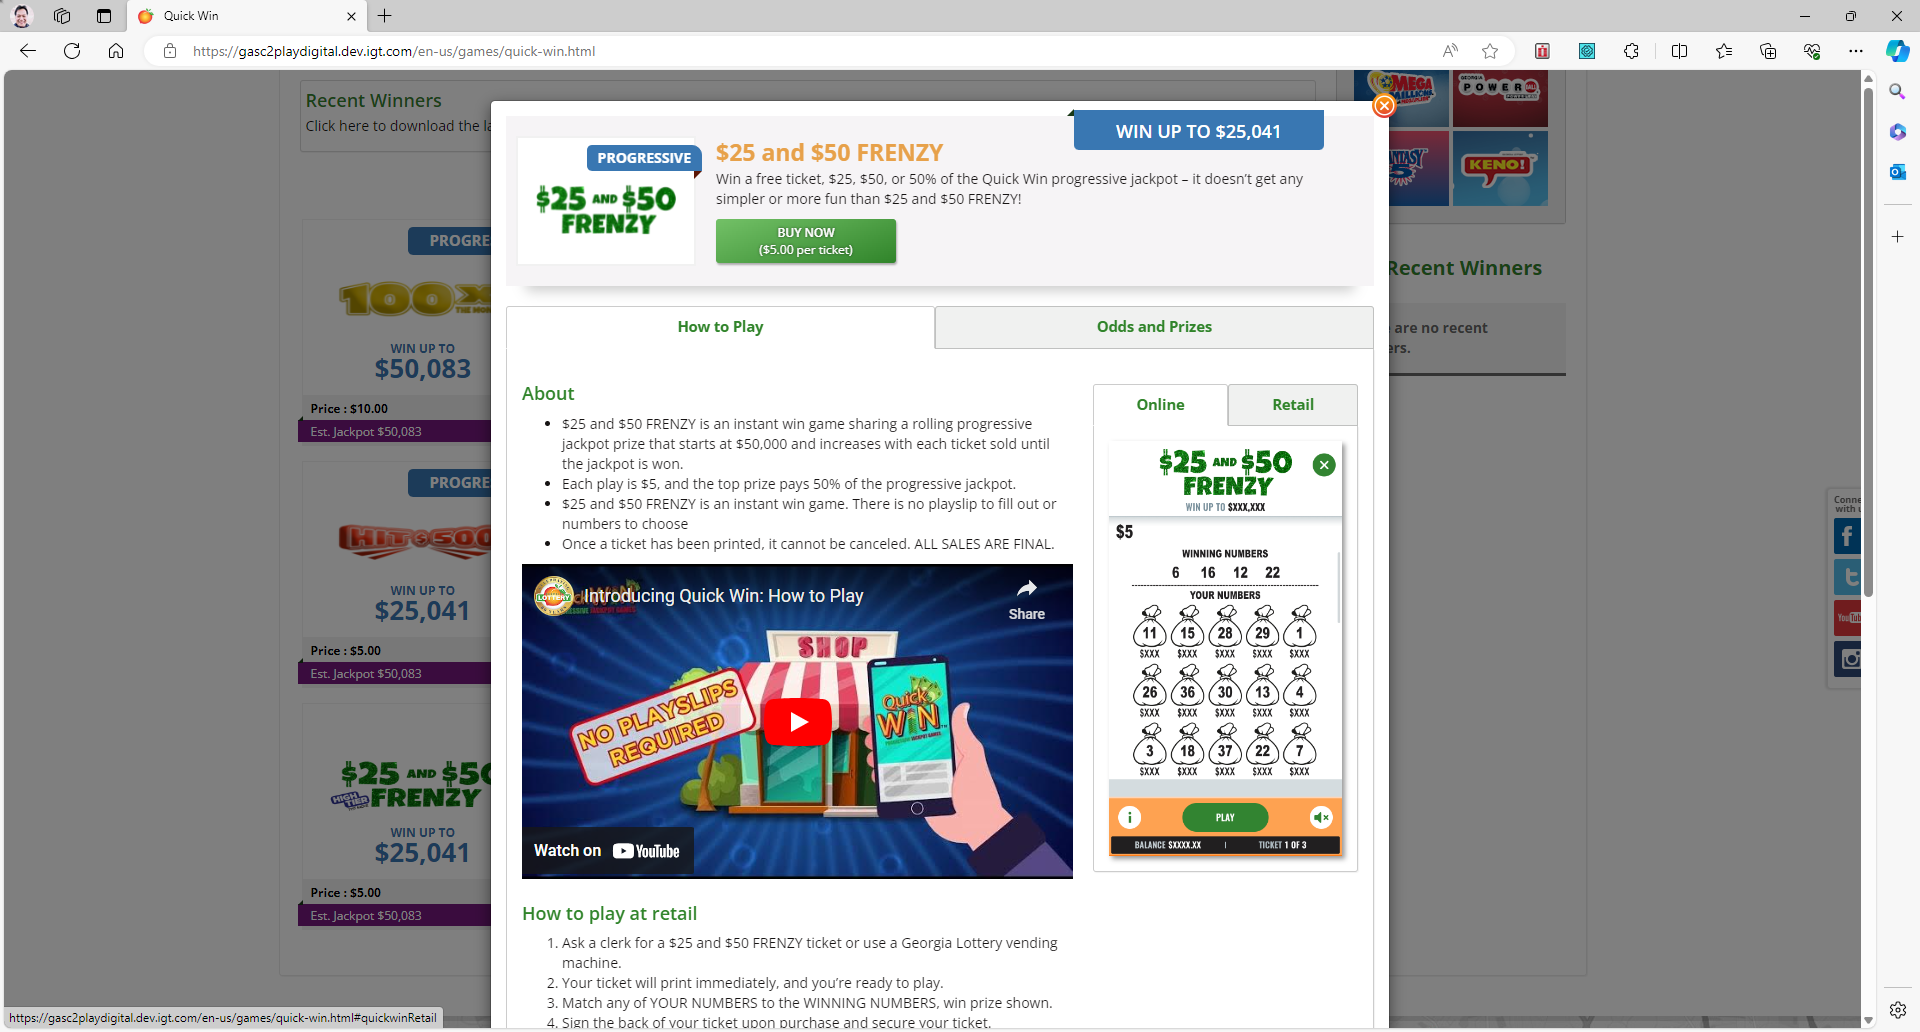 Quick Win
https://gasc2playdigital.dev.igt.com/en-us/games/quick-win.html
Recent Winners
Click here to download the la
PROGRE
100X
THE MON
WIN UP TO
$50,083
Price : $10.00
Est. Jackpot $50,083
PROGRE
HIT $500
WIN UP TO
$25,041
Price : $5.00
Est. Jackpot $50,083
$25 AND $50
HIGH TIER
FRENZY
WIN UP TO
$25,041
Price : $5.00
Est. Jackpot $50,083
WIN UP TO $25,041
PROGRESSIVE
$25 AND $50
FRENZY
$25 and $50 FRENZY
Win a free ticket, $25, $50, or 50% of the Quick Win progressive jackpot – it doesn't get any
simpler or more fun than $25 and $50 FRENZY!
BUY NOW
($5.00 per ticket)
How to Play
Odds and Prizes
About
$25 and $50 FRENZY is an instant win game sharing a rolling progressive
jackpot prize that starts at $50,000 and increases with each ticket sold until
the jackpot is won.
Each play is $5, and the top prize pays 50% of the progressive jackpot.
$25 and $50 FRENZY is an instant win game. There is no playslip to fill out or
numbers to choose
Once a ticket has been printed, it cannot be canceled. ALL SALES ARE FINAL.
LOTTERY
Introducing Quick Win: How to Play
Share
SHOP
NO PLAYSLIPS
REQUIRED
Quick
WIN
Watch on YouTube
How to play at retail
1. Ask a clerk for a $25 and $50 FRENZY ticket or use a Georgia Lottery vending
machine.
2. Your ticket will print immediately, and you're ready to play.
3. Match any of YOUR NUMBERS to the WINNING NUMBERS, win prize shown.
4. Sign the back of your ticket upon purchase and secure your ticket.
Online
Retail
$25 AND $50
FRENZY
WIN UP TO $XXX,XXX
$5
WINNING NUMBERS
6 16 12 22
YOUR NUMBERS
11 15 28 29 1
$XXX $XXX $XXX $XXX $XXX
26 36 30 13 4
$XXX $XXX $XXX $XXX $XXX
3 18 37 22 7
$XXX $XXX $XXX $XXX $XXX
i
PLAY
BALANCE $XXXX.XX | TICKET 1 OF 3
MEGA
MILLIONS
GEORGIA
POWERBALL
NTASY
5
KENO!
Recent Winners
are no recent
ers.
Conne
with u
YouTub
https://gasc2playdigital.dev.igt.com/en-us/games/quick-win.html#quickwinRetail